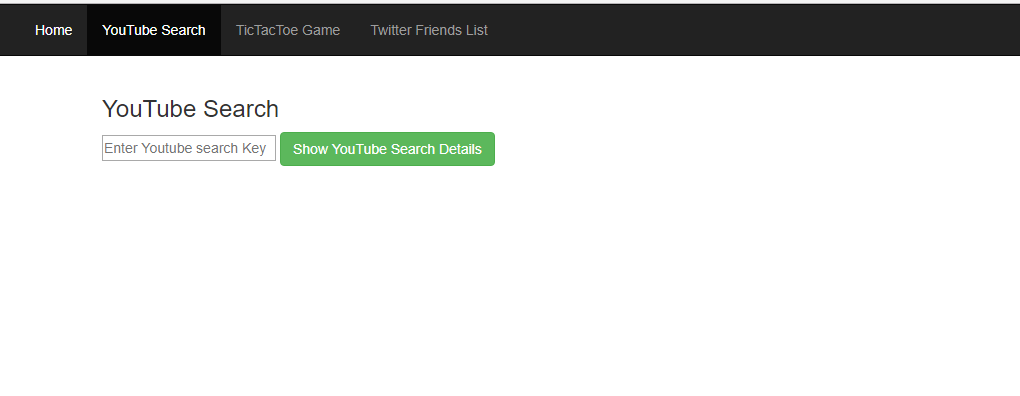 Home YouTube Search TicTacToe Game Twitter Friends List
YouTube Search
Enter Youtube search Key Show YouTube Search Details